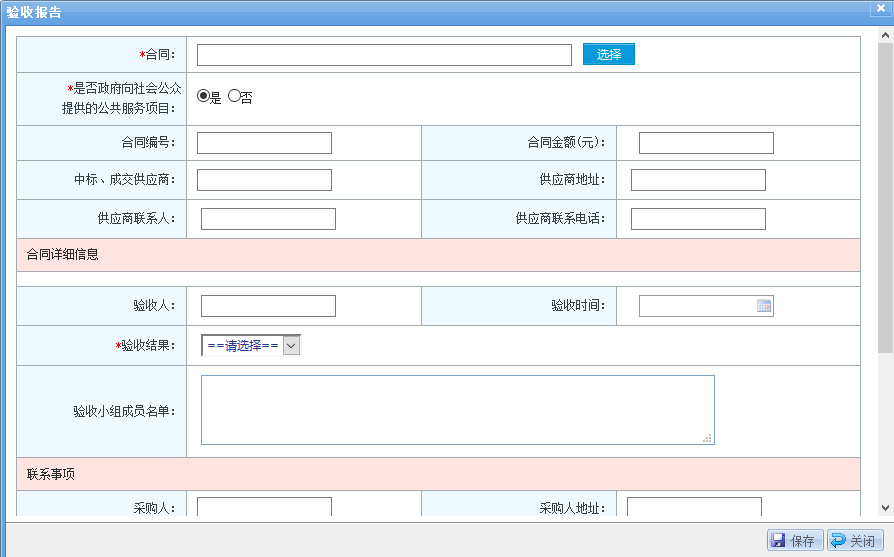 验收报告
*合同： 选择
*是否政府向社会公众
提供的公共服务项目：
是 否
合同编号： 合同金额(元)：
中标、成交供应商： 供应商地址：
供应商联系人： 供应商联系电话：
合同详细信息
验收人： 验收时间：
*验收结果： ==请选择==
验收小组成员名单：
联系事项
采购人： 采购人地址：
保存 关闭